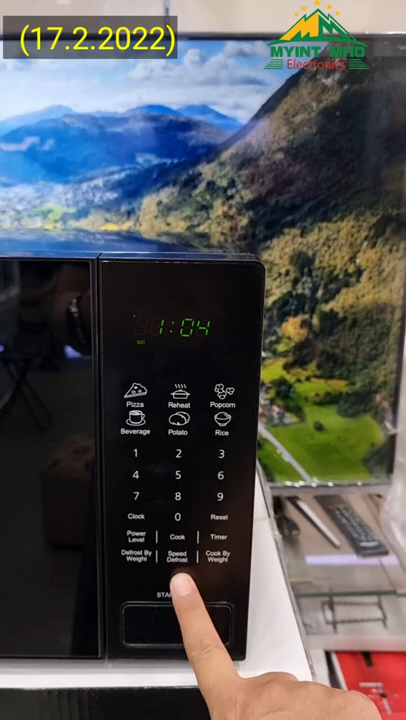 (17.2.2022)
MYINT MHO
Electronics
1:04
Pizza Reheat Popcorn
Beverage Potato Rice
1 2 3
4 5 6
7 8 9
Clock 0 Reset
Power Level Cook Timer
Defrost By Weight Speed Defrost Cook By Weight